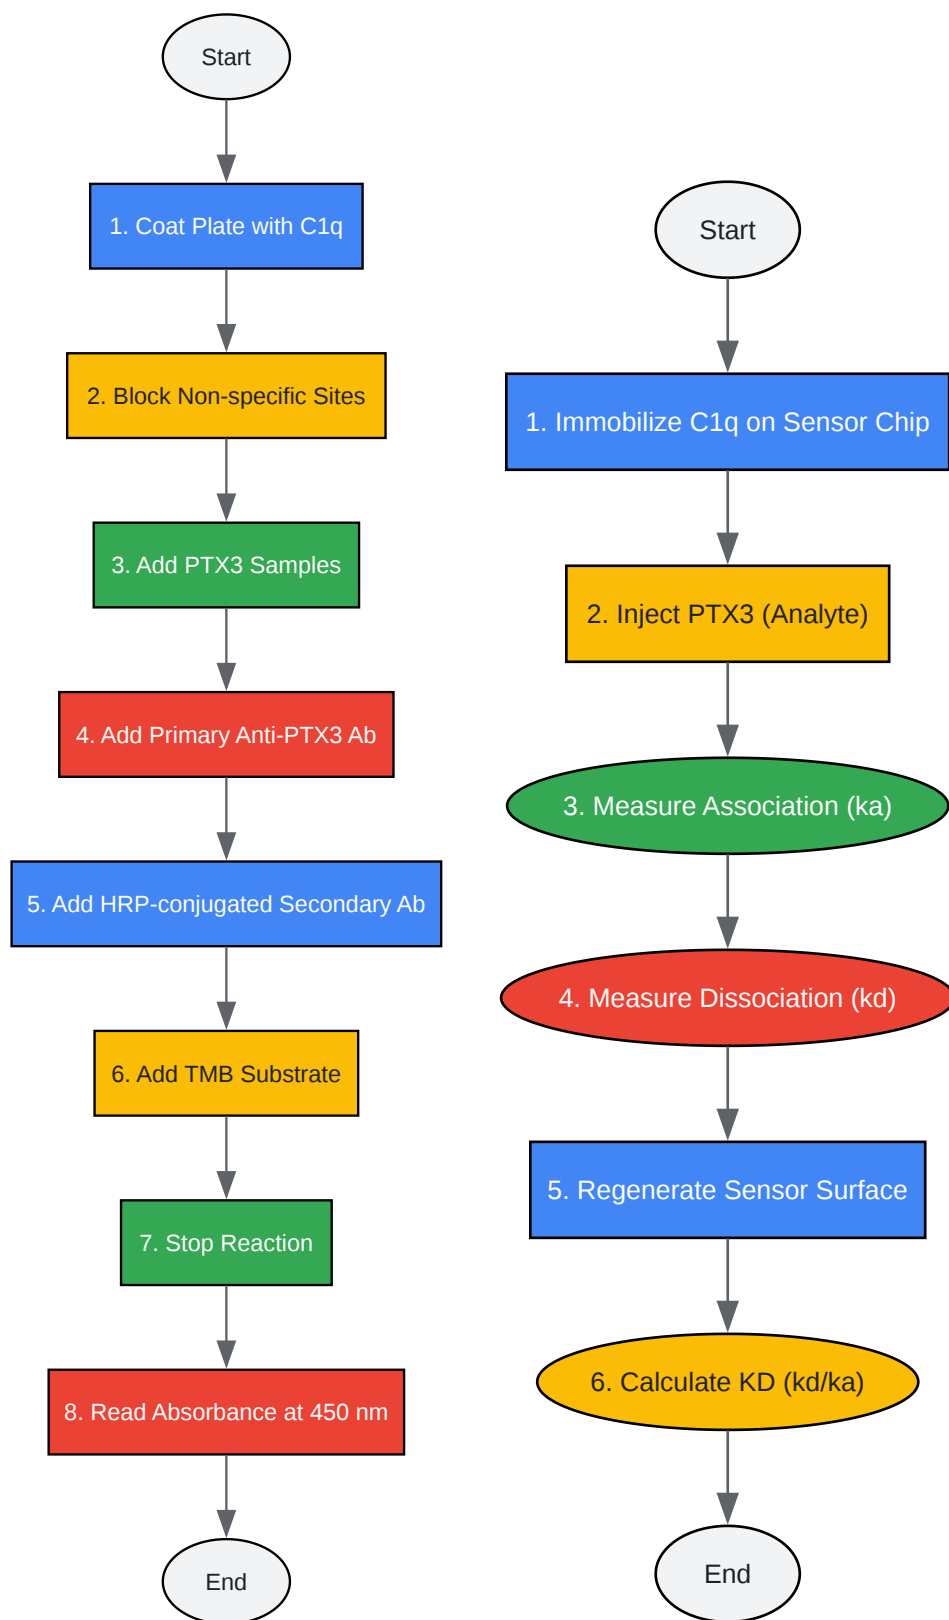 Start
1. Coat Plate with C1q
2. Block Non-specific Sites
3. Add PTX3 Samples
4. Add Primary Anti-PTX3 Ab
5. Add HRP-conjugated Secondary Ab
6. Add TMB Substrate
7. Stop Reaction
8. Read Absorbance at 450 nm
End
Start
1. Immobilize C1q on Sensor Chip
2. Inject PTX3 (Analyte)
3. Measure Association (ka)
4. Measure Dissociation (kd)
5. Regenerate Sensor Surface
6. Calculate KD (kd/ka)
End